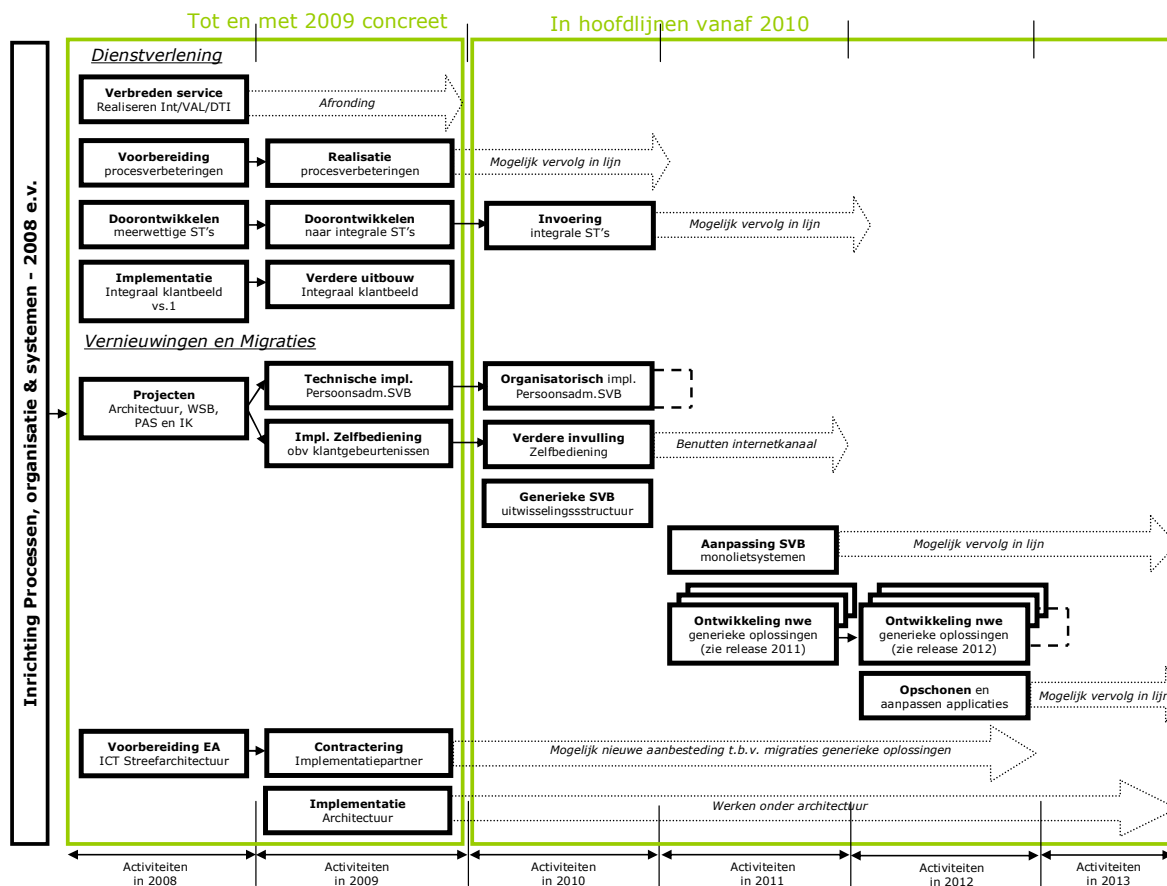 Tot en met 2009 concreet
In hoofdlijnen vanaf 2010
Inrichting Processen, organisatie & systemen - 2008 e.v.
Dienstverlening
Verbreden service
Realiseren Int/VAL/DTI
Afronding
Voorbereiding
procesverbeteringen
Realisatie
procesverbeteringen
Mogelijk vervolg in lijn
Doorontwikkelen
meerwettige ST's
Doorontwikkelen
naar integrale ST's
Invoering
integrale ST's
Mogelijk vervolg in lijn
Implementatie
Integraal klantbeeld
vs.1
Verdere uitbouw
Integraal klantbeeld
Vernieuwingen en Migraties
Projecten
Architectuur, WSB,
PAS en IK
Technische impl.
Persoonsadm.SVB
Organisatorisch impl.
Persoonsadm.SVB
Impl. Zelfbediening
obv klantgebeurtenissen
Verdere invulling
Zelfbediening
Benutten internetkanaal
Generieke SVB
uitwisselingssstructuur
Aanpassing SVB
monolietsystemen
Mogelijk vervolg in lijn
Ontwikkeling nwe
generieke oplossingen
(zie release 2011)
Ontwikkeling nwe
generieke oplossingen
(zie release 2012)
Opschonen en
aanpassen applicaties
Mogelijk vervolg in lijn
Voorbereiding EA
ICT Streefarchitectuur
Contractering
Implementatiepartner
Mogelijk nieuwe aanbesteding t.b.v. migraties generieke oplossingen
Implementatie
Architectuur
Werken onder architectuur
Activiteiten
in 2008
Activiteiten
in 2009
Activiteiten
in 2010
Activiteiten
in 2011
Activiteiten
in 2012
Activiteiten
in 2013